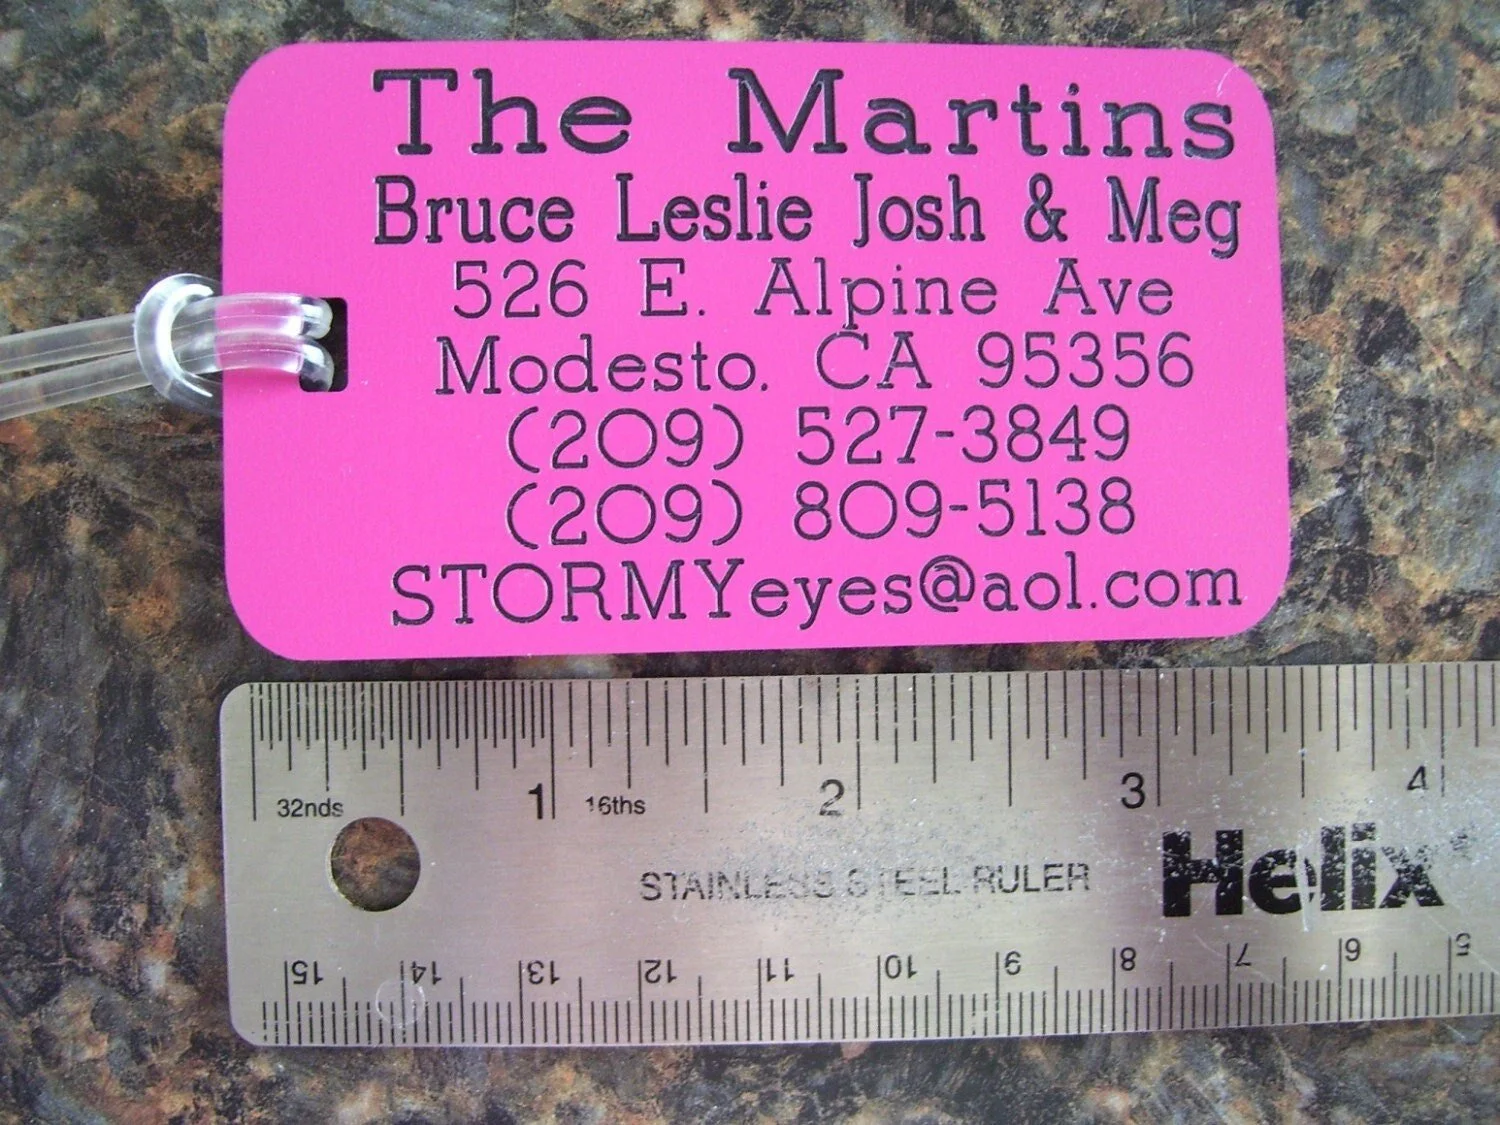 The Martins
Bruce Leslie Josh & Meg
526 E. Alpine Ave
Modesto. CA 95356
(209) 527-3849
(209) 809-5138
STORMYeyes@aol.com
1 2 3 4
32nds 16ths
STAINLESS STEEL RULER
Helix
15 14 13 12 11 10 9 8 7 6 5